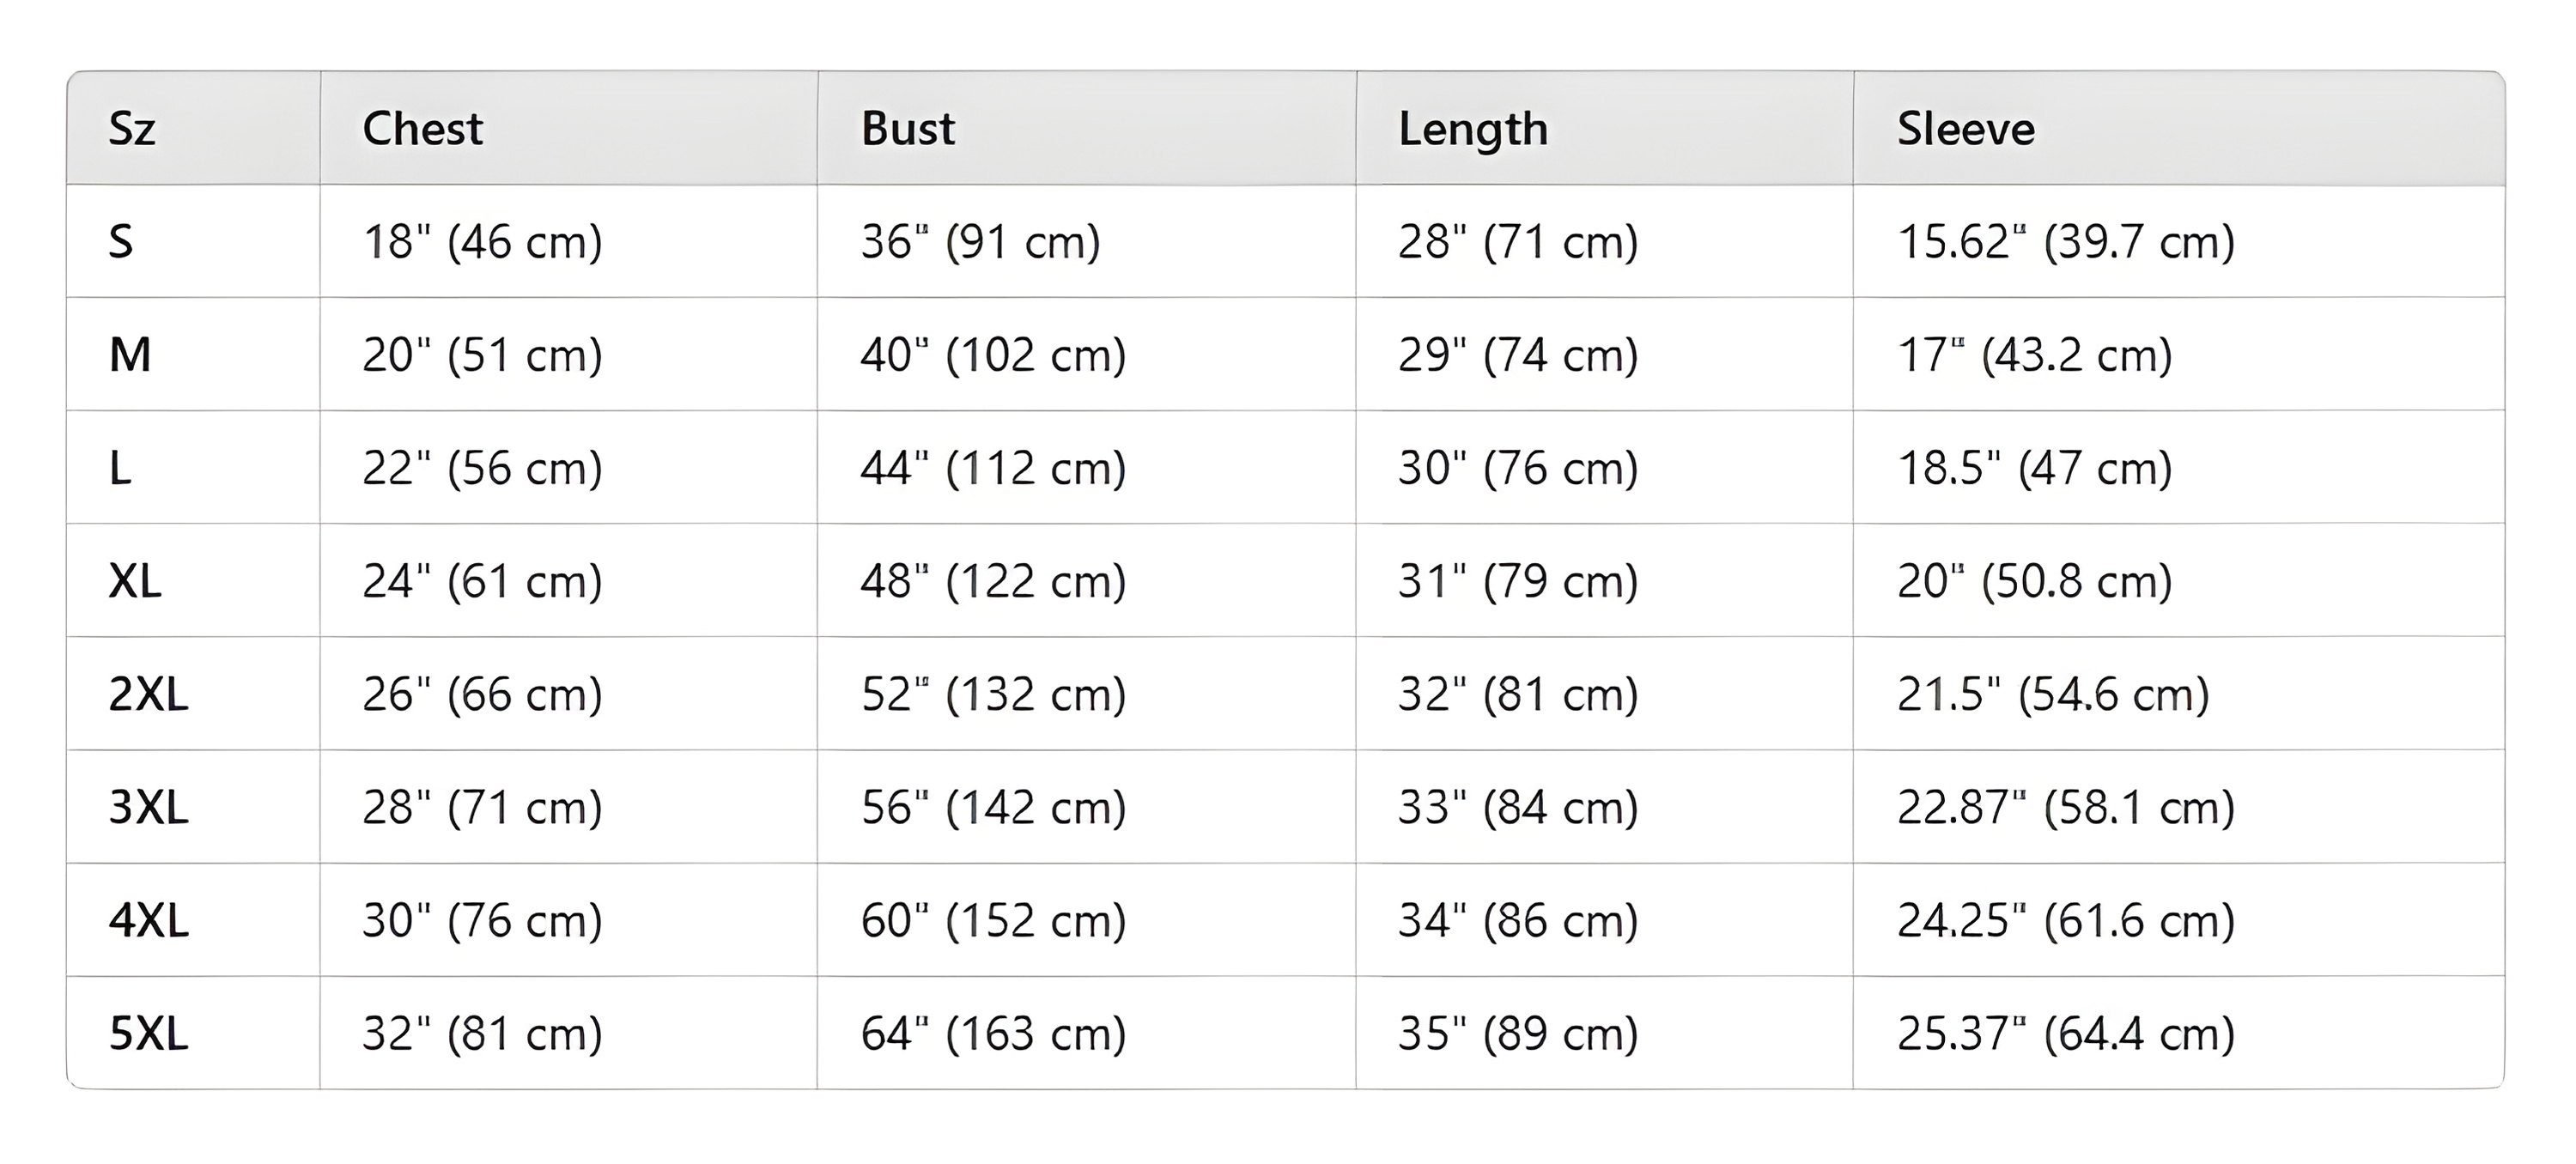 Sz Chest Bust Length Sleeve
S 18" (46 cm) 36" (91 cm) 28" (71 cm) 15.62" (39.7 cm)
M 20" (51 cm) 40" (102 cm) 29" (74 cm) 17" (43.2 cm)
L 22" (56 cm) 44" (112 cm) 30" (76 cm) 18.5" (47 cm)
XL 24" (61 cm) 48" (122 cm) 31" (79 cm) 20" (50.8 cm)
2XL 26" (66 cm) 52" (132 cm) 32" (81 cm) 21.5" (54.6 cm)
3XL 28" (71 cm) 56" (142 cm) 33" (84 cm) 22.87" (58.1 cm)
4XL 30" (76 cm) 60" (152 cm) 34" (86 cm) 24.25" (61.6 cm)
5XL 32" (81 cm) 64" (163 cm) 35" (89 cm) 25.37" (64.4 cm)